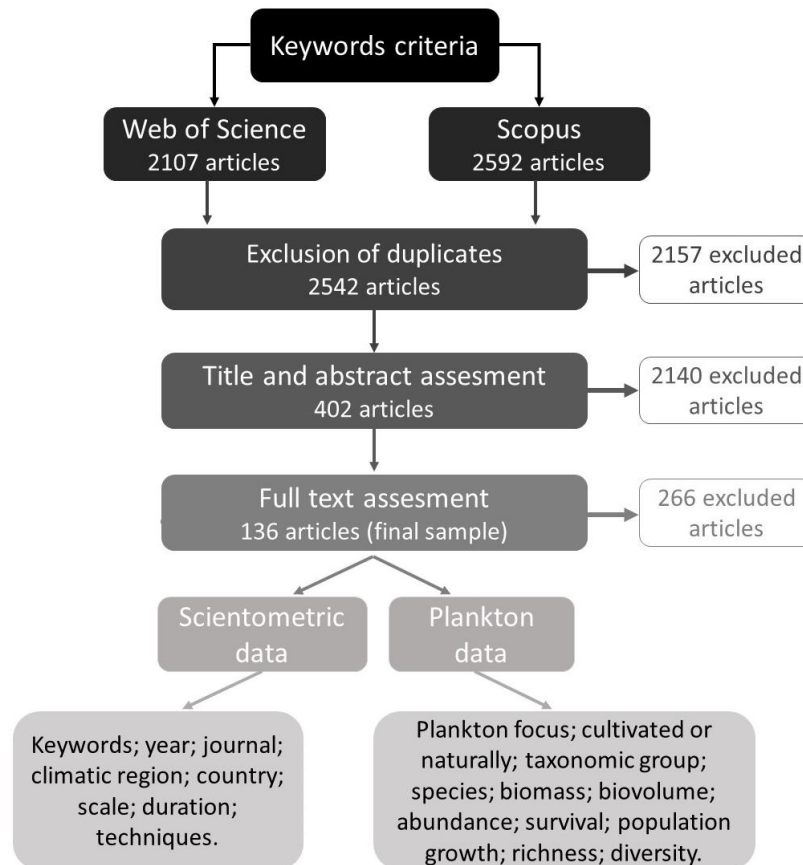 Keywords criteria
Web of Science
2107 articles
Scopus
2592 articles
Exclusion of duplicates
2542 articles
2157 excluded
articles
Title and abstract assesment
402 articles
2140 excluded
articles
Full text assesment
136 articles (final sample)
266 excluded
articles
Scientometric
data
Plankton
data
Keywords; year; journal;
climatic region; country;
scale; duration;
techniques.
Plankton focus; cultivated or
naturally; taxonomic group;
species; biomass; biovolume;
abundance; survival; population
growth; richness; diversity.